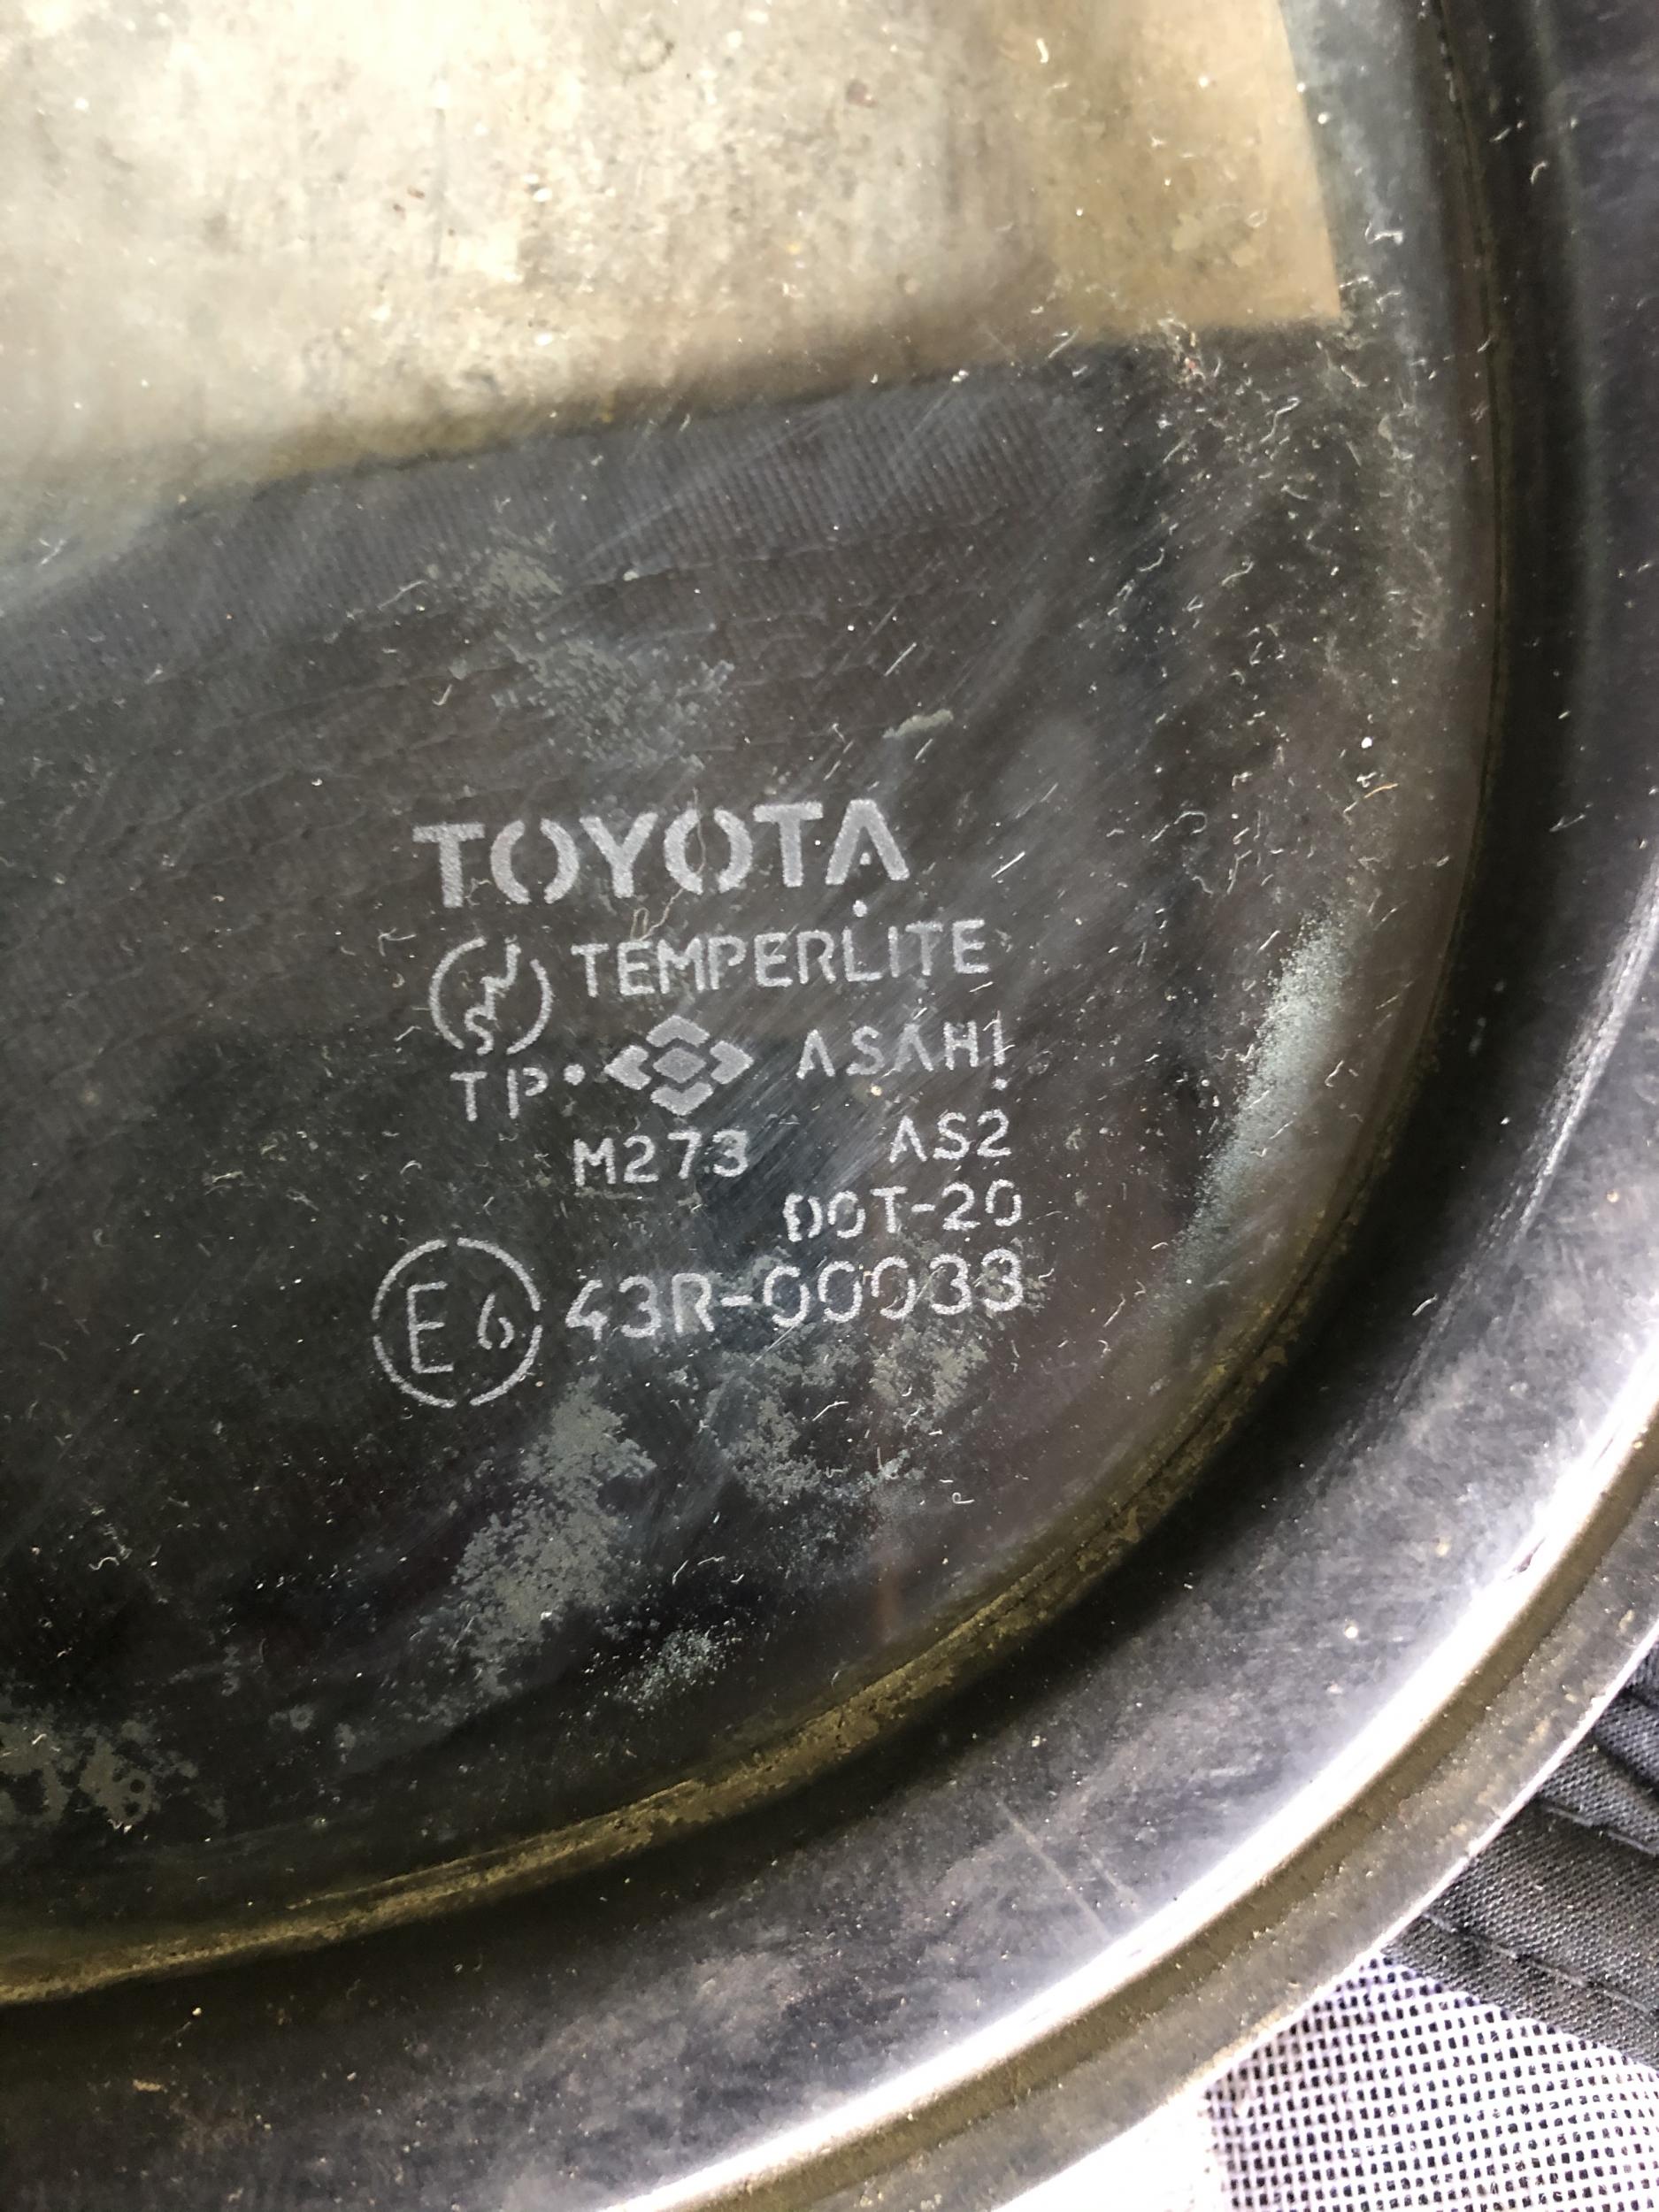 TOYOTA
TEMPERLITE
TP• ASAHI
M273 AS2
DOT-20
E6 43R-00033